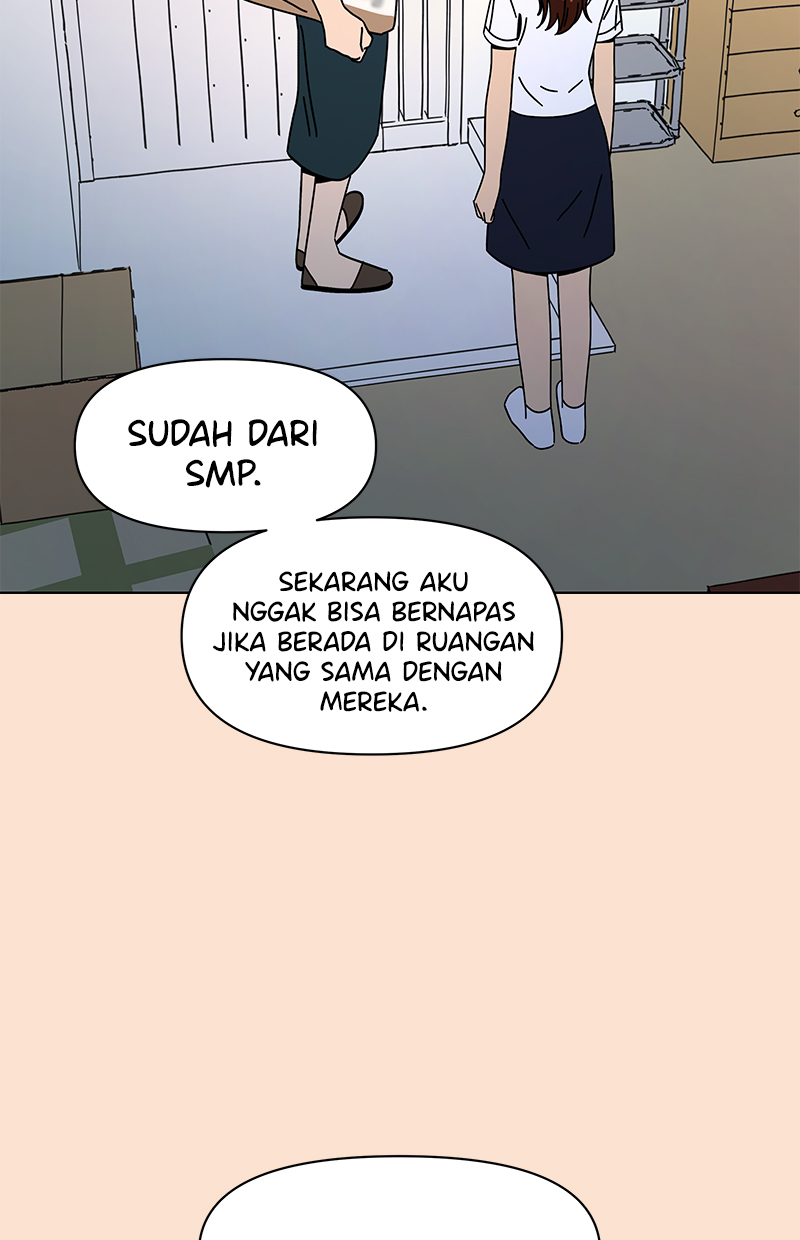 SUDAH DARI
SMP.
SEKARANG AKU
NGGAK BISA BERNAPAS
JIKA BERADA DI RUANGAN
YANG SAMA DENGAN
MEREKA.